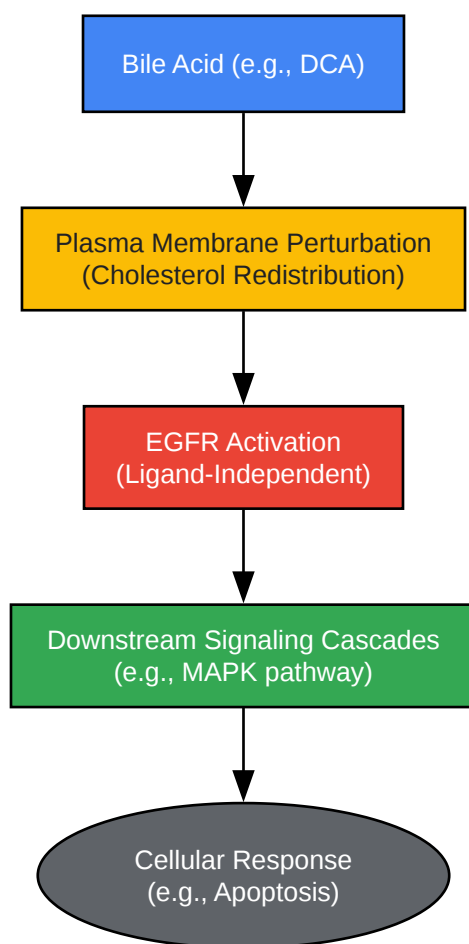 Bile Acid (e.g., DCA)
Plasma Membrane Perturbation
(Cholesterol Redistribution)
EGFR Activation
(Ligand-Independent)
Downstream Signaling Cascades
(e.g., MAPK pathway)
Cellular Response
(e.g., Apoptosis)